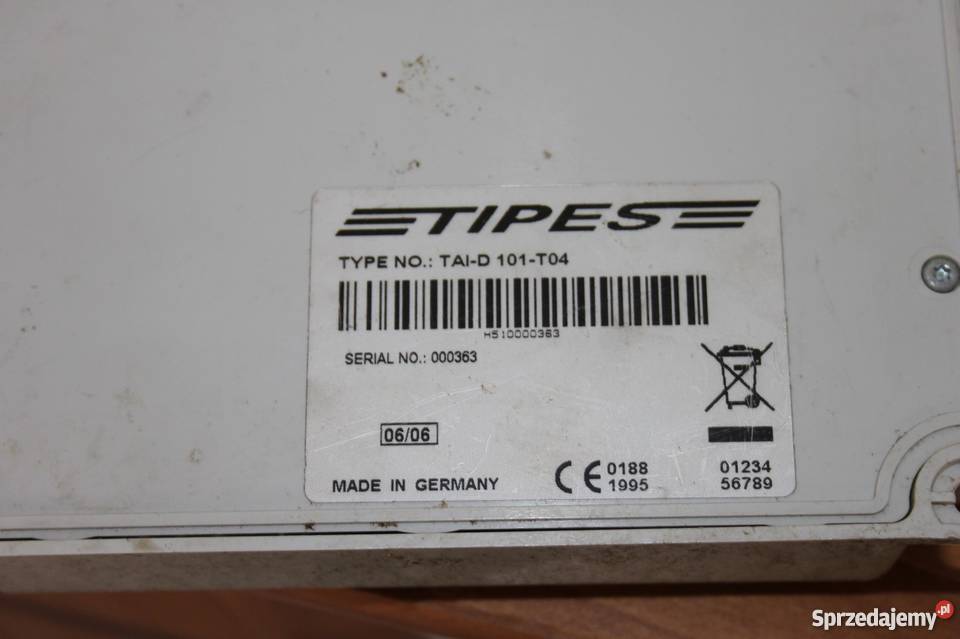 TIPES
TYPE NO.: TAI-D 101-T04
H510000363
SERIAL NO.: 000363
06/06
MADE IN GERMANY
CE 0188
1995
01234
56789
Sprzedajemy.pl